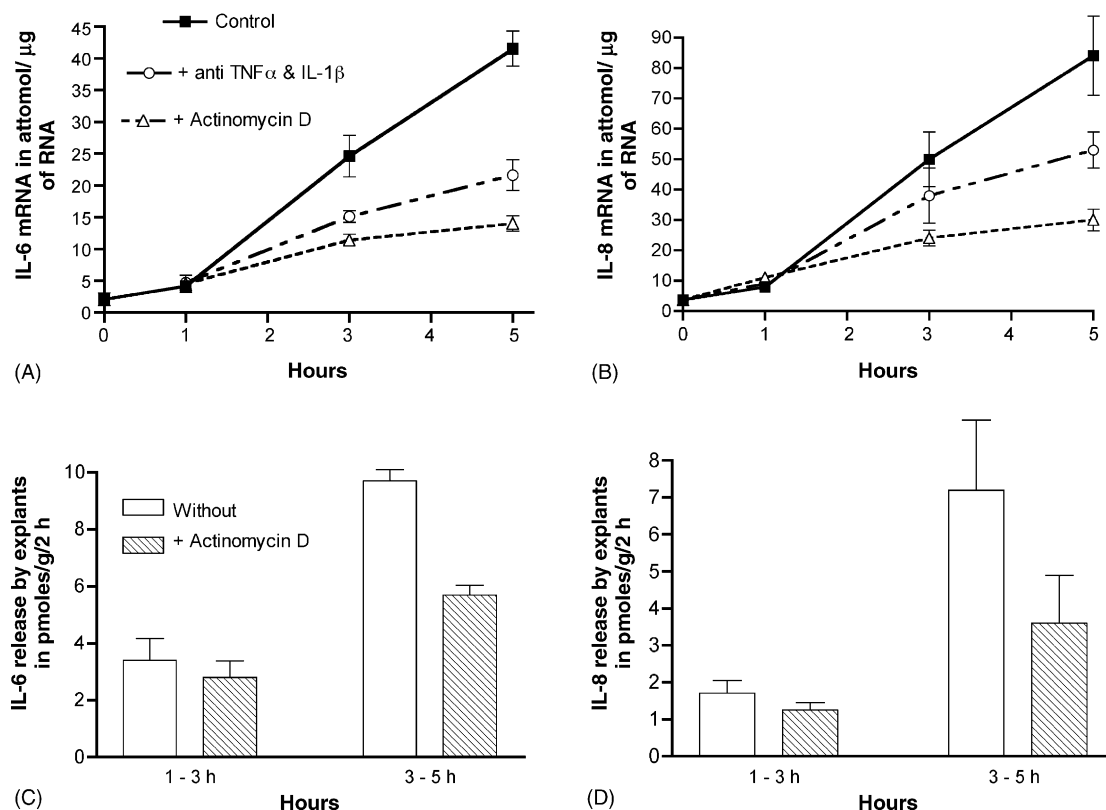 Control
+ anti TNFα & IL-1β
+ Actinomycin D
IL-6 mRNA in attomol/ μg
of RNA
45
40
35
30
25
20
15
10
5
0
0
1
2
3
4
5
Hours
(A)
IL-8 mRNA in attomol/ μg
of RNA
90
80
70
60
50
40
30
20
10
0
0
1
2
3
4
5
Hours
(B)
IL-6 release by explants
in pmoles/g/2 h
10
8
6
4
2
0
Without
+ Actinomycin D
1 - 3 h
3 - 5 h
Hours
(C)
IL-8 release by explants
in pmoles/g/2 h
8
7
6
5
4
3
2
1
0
1 - 3 h
3 - 5 h
Hours
(D)